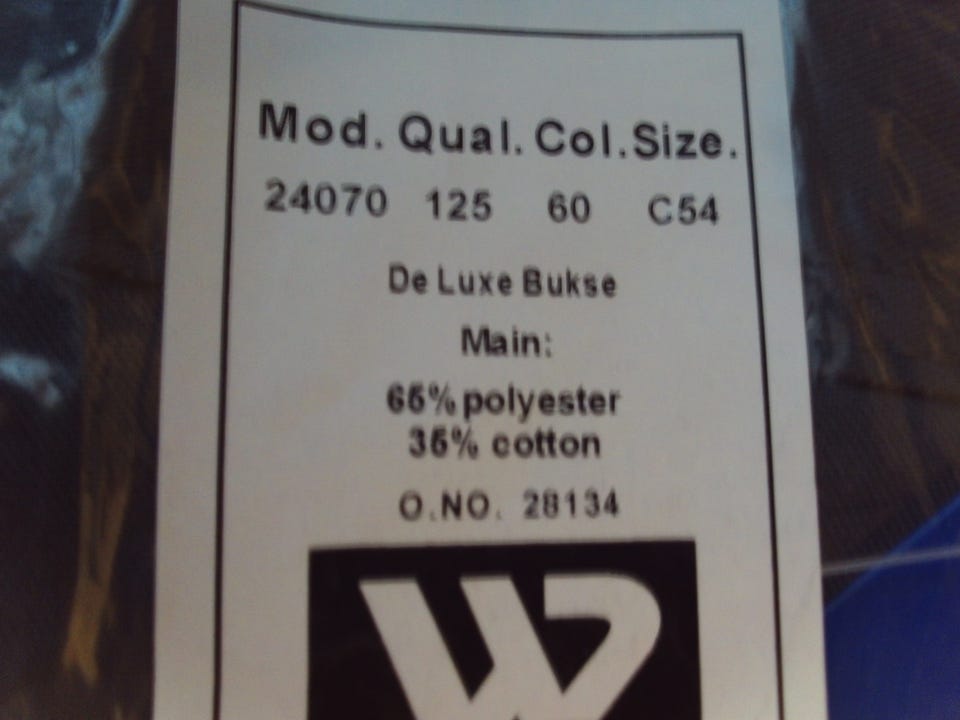 Mod. Qual. Col. Size.
24070 125 60 C54
De Luxe Bukse
Main:
65% polyester
35% cotton
O.NO. 28134
W